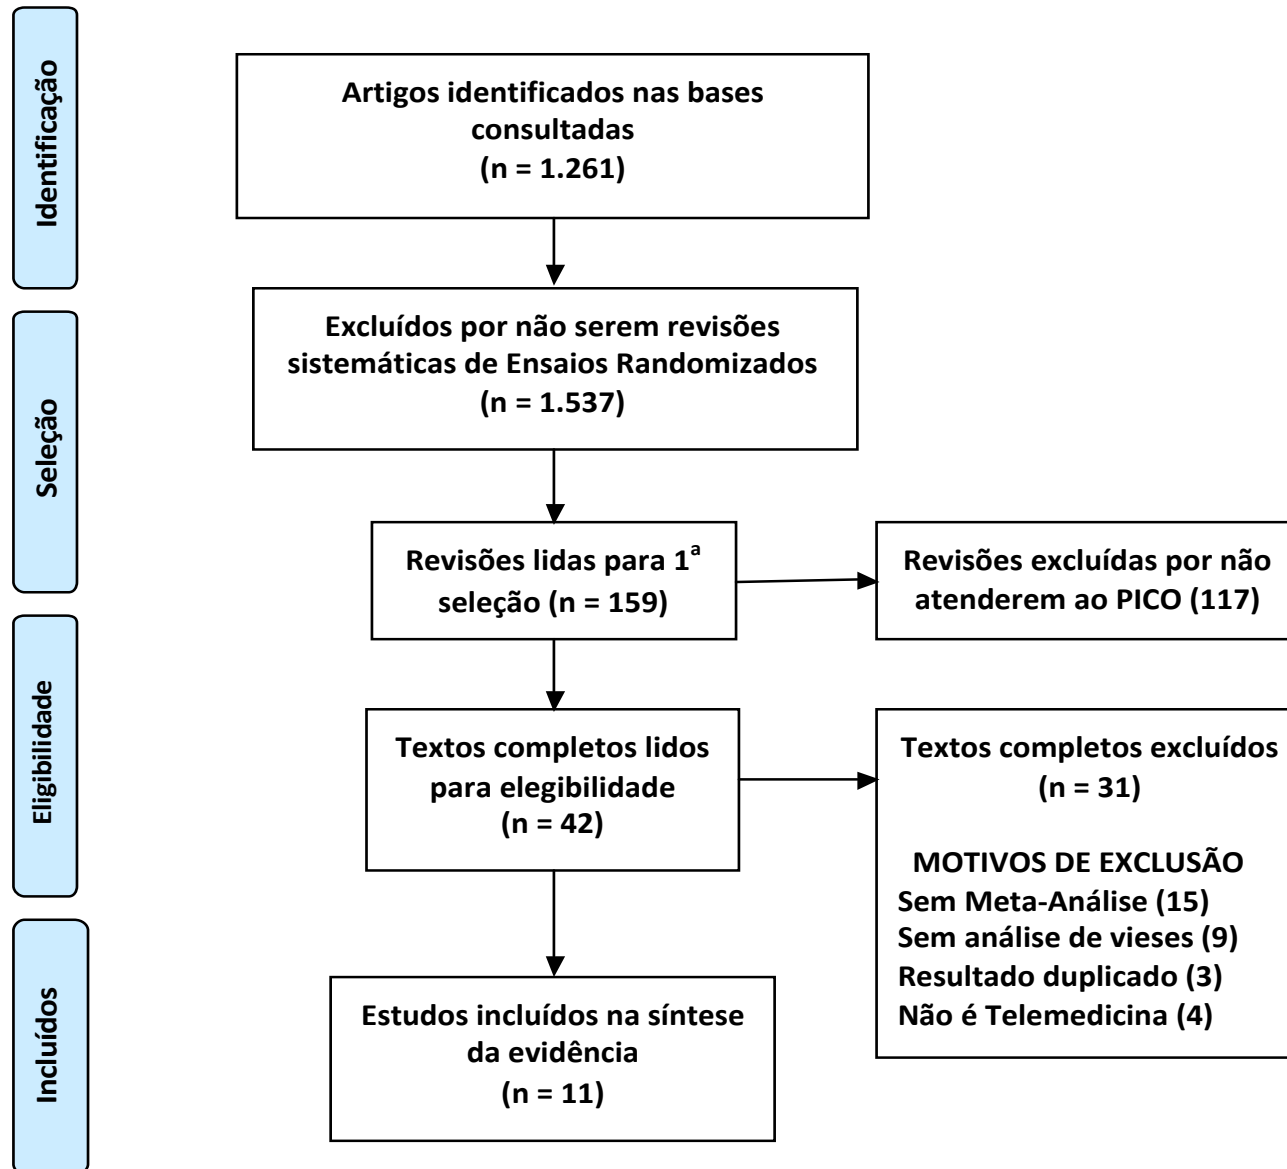 Identificação
Artigos identificados nas bases
consultadas
(n = 1.261)
Seleção
Excluídos por não serem revisões
sistemáticas de Ensaios Randomizados
(n = 1.537)
Revisões lidas para 1ª
seleção (n = 159)
Revisões excluídas por não
atenderem ao PICO (117)
Eligibilidade
Textos completos lidos
para elegibilidade
(n = 42)
Textos completos excluídos
(n = 31)
MOTIVOS DE EXCLUSÃO
Sem Meta-Análise (15)
Sem análise de vieses (9)
Resultado duplicado (3)
Não é Telemedicina (4)
Incluídos
Estudos incluídos na síntese
da evidência
(n = 11)